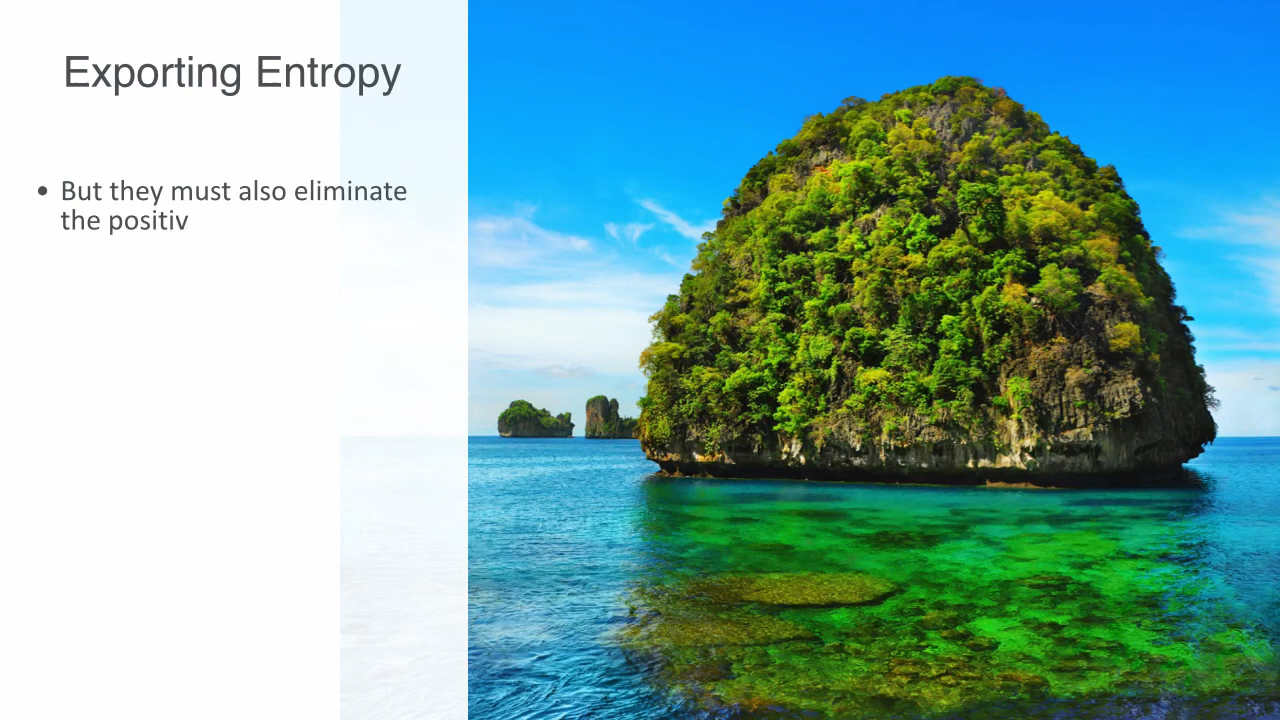 Exporting Entropy
• But they must also eliminate
the positiv